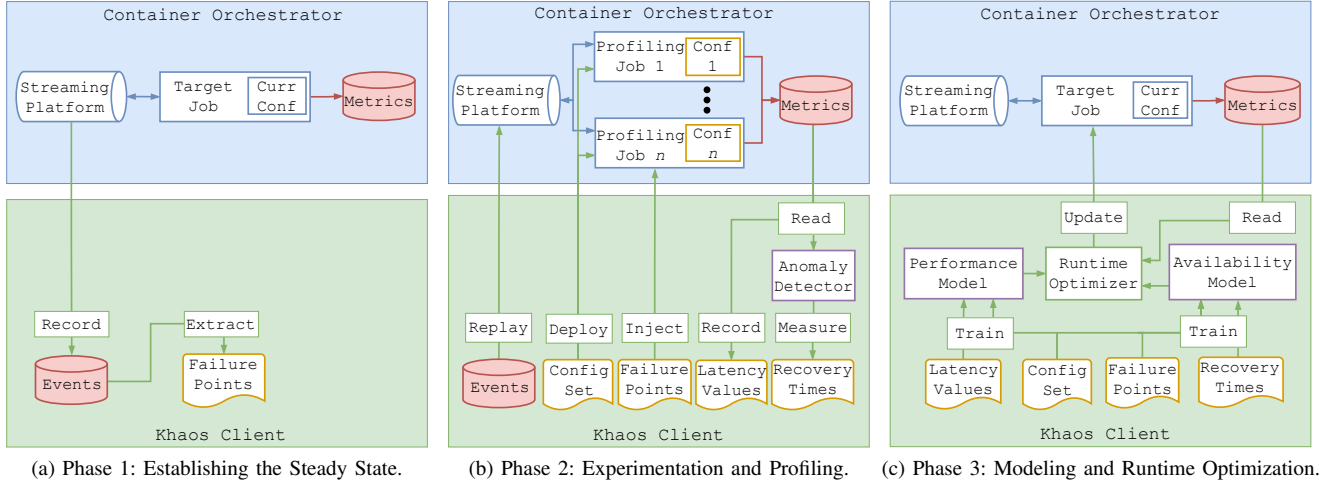 Container Orchestrator
Streaming
Platform
Target
Job
Curr
Conf
Metrics
Record
Extract
Events
Failure
Points
Khaos Client
(a) Phase 1: Establishing the Steady State.
Container Orchestrator
Streaming
Platform
Profiling
Job 1
Conf
1
Profiling
Job n
Conf
n
Metrics
Read
Anomaly
Detector
Replay
Deploy
Inject
Record
Measure
Events
Config
Set
Failure
Points
Latency
Values
Recovery
Times
Khaos Client
(b) Phase 2: Experimentation and Profiling.
Container Orchestrator
Streaming
Platform
Target
Job
Curr
Conf
Metrics
Update
Read
Performance
Model
Runtime
Optimizer
Availability
Model
Train
Train
Latency
Values
Config
Set
Failure
Points
Recovery
Times
Khaos Client
(c) Phase 3: Modeling and Runtime Optimization.